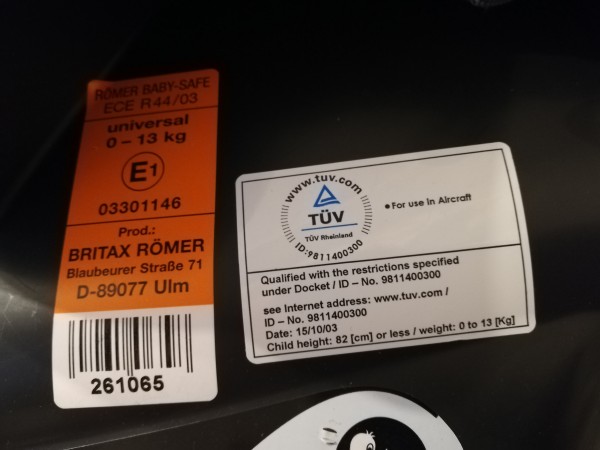 RÖMER BABY-SAFE
ECE R44/03
universal
0 – 13 kg
E1
03301146
Prod.:
BRITAX RÖMER
Blaubeurer Straße 71
D-89077 Ulm
261065
www.tuv.com
TÜV
TÜV Rheinland
ID:9811400300
• For use in Aircraft
Qualified with the restrictions specified
under Docket / ID – No. 9811400300
see Internet address: www.tuv.com /
ID – No. 9811400300
Date: 15/10/03
Child height: 82 [cm] or less / weight: 0 to 13 [Kg]